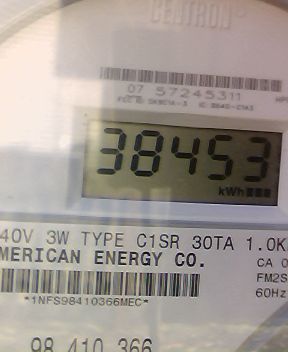 CENTRON
07 57245311
38453
kWh
40V 3W TYPE C1SR 30TA 1.0K
MERICAN ENERGY CO.
CA 0
FM2S
*1NFS98410366MEC*
60Hz
98 410 366